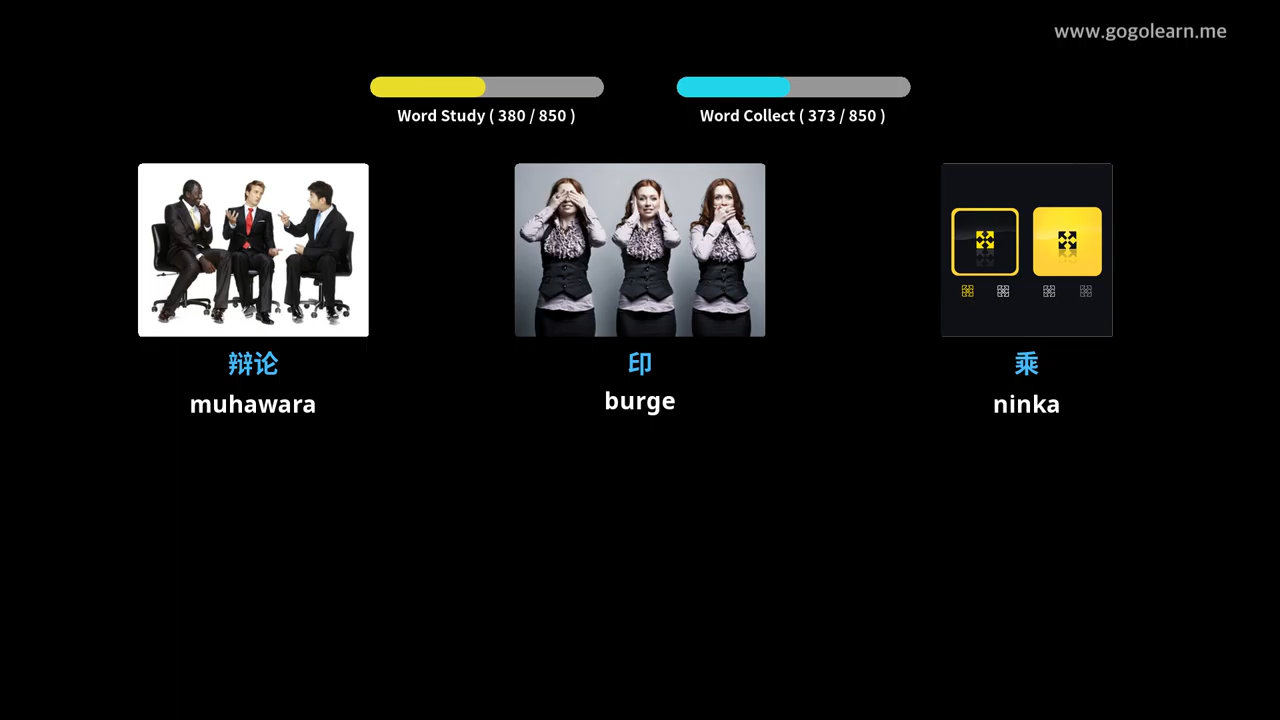 www.gogolearn.me
Word Study ( 380 / 850 )
Word Collect ( 373 / 850 )
辩论
muhawara
印
burge
乘
ninka